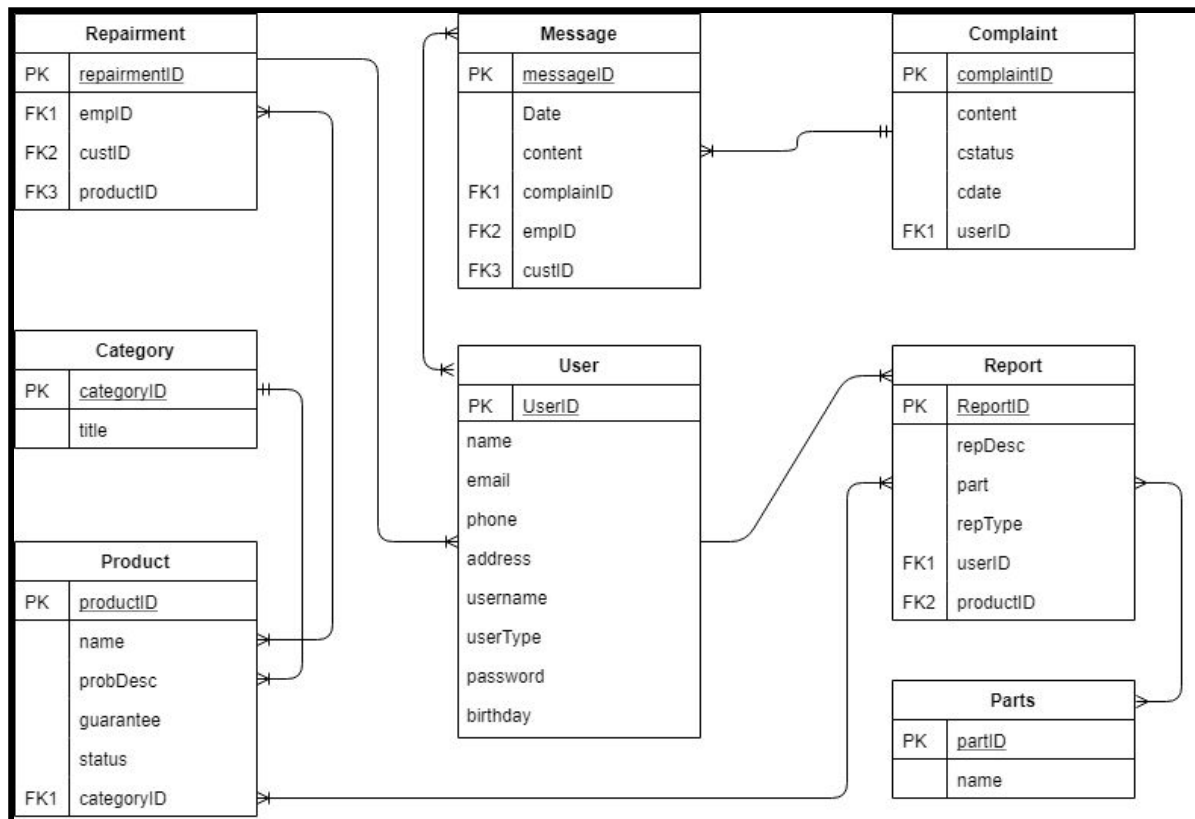 Repairment
PK repairmentID
FK1 empID
FK2 custID
FK3 productID
Message
PK messageID
Date
content
FK1 complainID
FK2 empID
FK3 custID
Complaint
PK complaintID
content
cstatus
cdate
FK1 userID
Category
PK categoryID
title
User
PK UserID
name
email
phone
address
username
userType
password
birthday
Report
PK ReportID
repDesc
part
repType
FK1 userID
FK2 productID
Product
PK productID
name
probDesc
guarantee
status
FK1 categoryID
Parts
PK partID
name